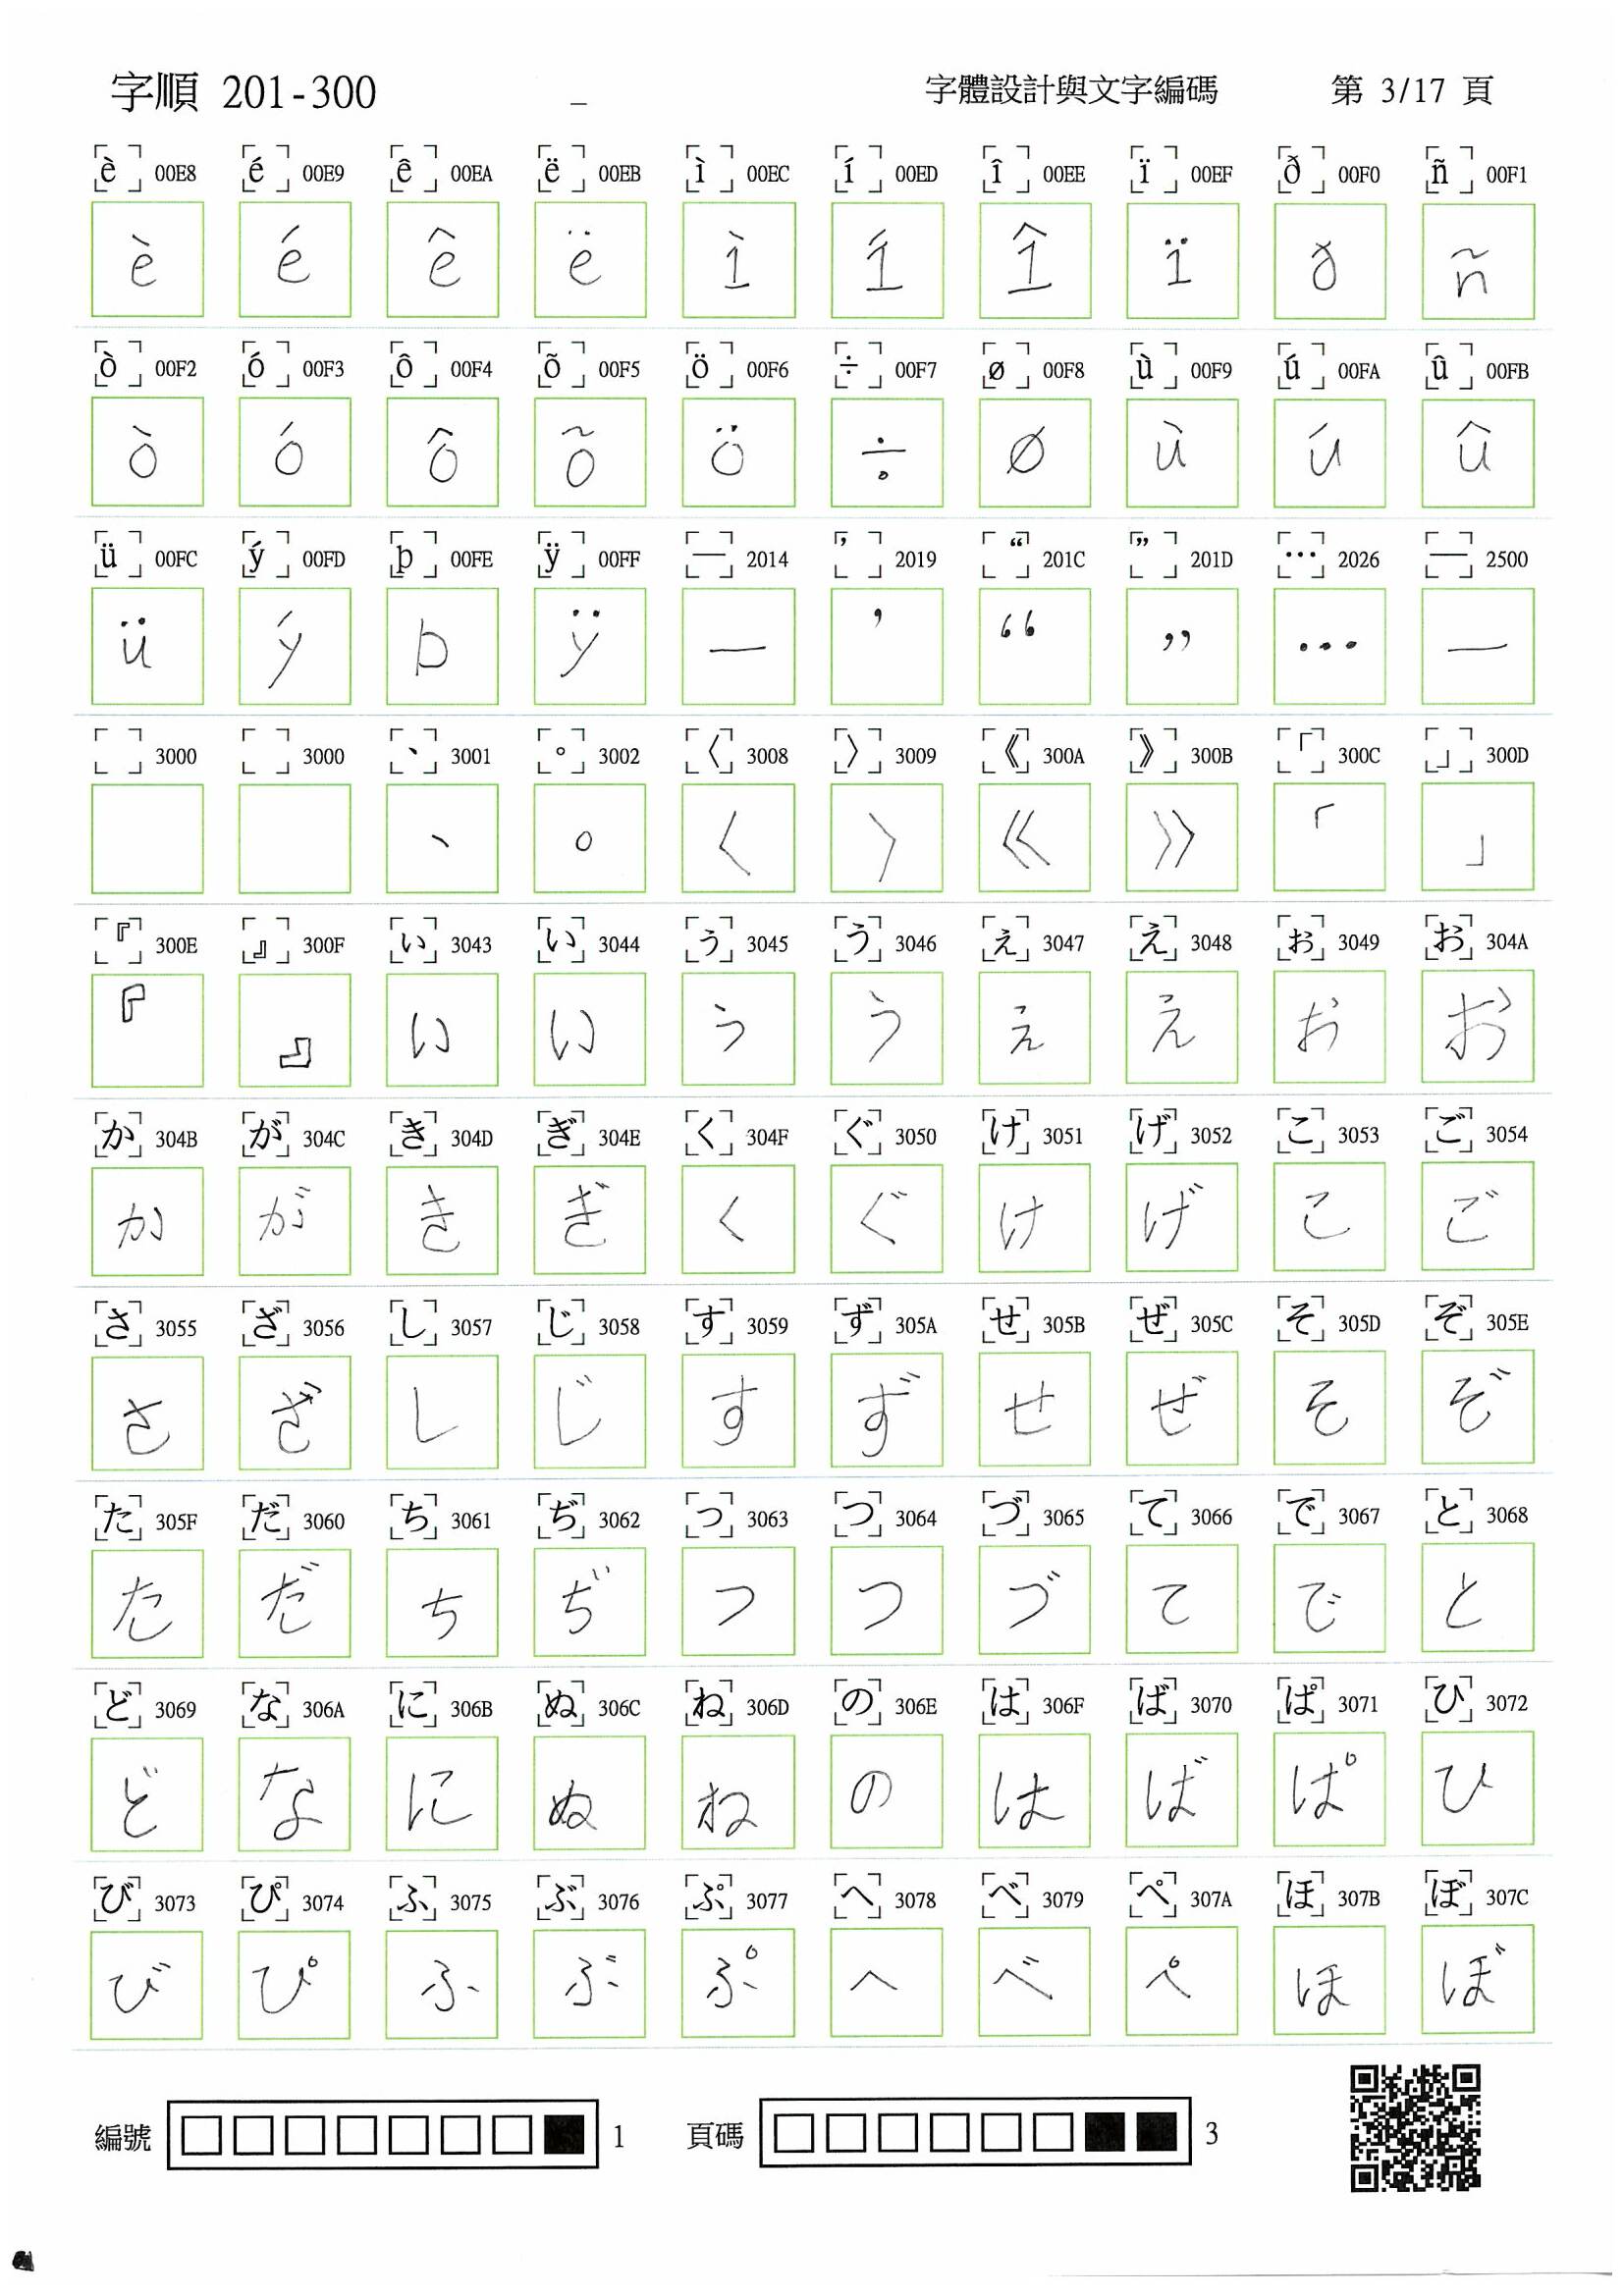 字順 201-300 字體設計與文字編碼 第 3/17 頁
è 00E8 é 00E9 ê 00EA ë 00EB ì 00EC í 00ED î 00EE ï 00EF ð 00F0 ñ 00F1
è é ê ë ì í î ï ð ñ
ò 00F2 ó 00F3 ô 00F4 õ 00F5 ö 00F6 ÷ 00F7 ø 00F8 ù 00F9 ú 00FA û 00FB
ò ó ô õ ö ÷ ø ù ú û
ü 00FC ý 00FD þ 00FE ÿ 00FF — 2014 ’ 2019 “ 201C ” 201D … 2026 ─ 2500
ü ý þ ÿ — ’ “ ” … ─
3000 3000 、 3001 。 3002 〈 3008 〉 3009 《 300A 》 300B 「 300C 」 300D
、 。 〈 〉 《 》 「 」
『 300E 』 300F ぃ 3043 い 3044 ぅ 3045 う 3046 ぇ 3047 え 3048 ぉ 3049 お 304A
『 』 ぃ い ぅ う ぇ え ぉ お
か 304B が 304C き 304D ぎ 304E く 304F ぐ 3050 け 3051 げ 3052 こ 3053 ご 3054
か が き ぎ く ぐ け げ こ ご
さ 3055 ざ 3056 し 3057 じ 3058 す 3059 ず 305A せ 305B ぜ 305C そ 305D ぞ 305E
さ ざ し じ す ず せ ぜ そ ぞ
た 305F だ 3060 ち 3061 ぢ 3062 っ 3063 つ 3064 づ 3065 て 3066 で 3067 と 3068
た だ ち ぢ っ つ づ て で と
ど 3069 な 306A に 306B ぬ 306C ね 306D の 306E は 306F ば 3070 ぱ 3071 ひ 3072
ど な に ぬ ね の は ば ぱ ひ
び 3073 ぴ 3074 ふ 3075 ぶ 3076 ぷ 3077 へ 3078 べ 3079 ぺ 307A ほ 307B ぼ 307C
び ぴ ふ ぶ ぷ へ べ ぺ ほ ぼ
編號 1 頁碼 3